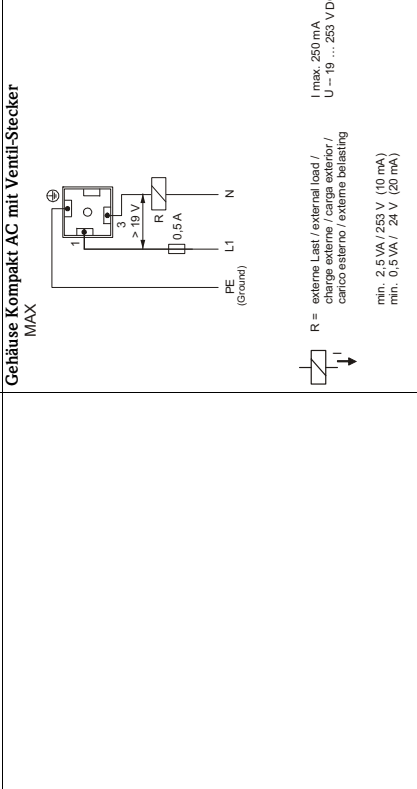 Gehäuse Kompakt AC mit Ventil-Stecker
MAX
1
3
> 19 V
R
0,5 A
PE
(Ground)
L1
N
I
R = externe Last / external load /
charge externe / carga exterior /
carico esterno / externe belasting
I max. 250 mA
U -- 19 ... 253 V DC
min. 2,5 VA / 253 V (10 mA)
min. 0,5 VA / 24 V (20 mA)